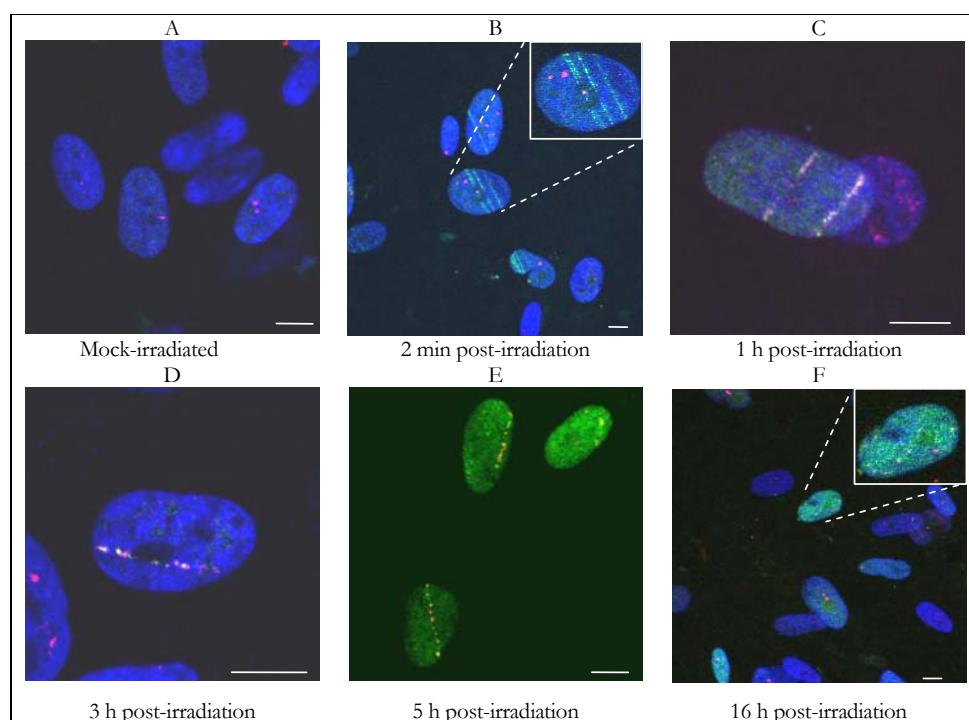 A B C
Mock-irradiated 2 min post-irradiation 1 h post-irradiation
D E F
3 h post-irradiation 5 h post-irradiation 16 h post-irradiation